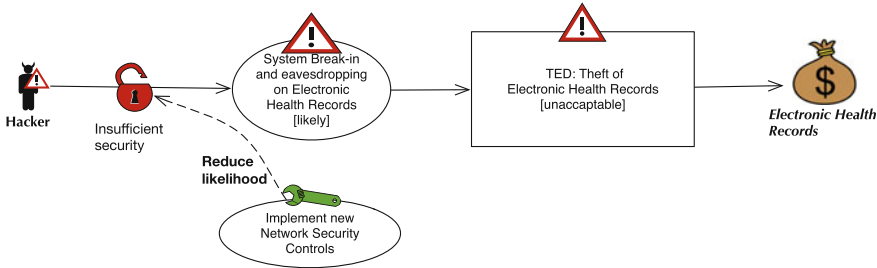 Hacker
Insufficient
security
System Break-in
and eavesdropping
on Electronic
Health Records
[likely]
TED: Theft of
Electronic Health Records
[unaccaptable]
$
Electronic Health
Records
Reduce
likelihood
Implement new
Network Security
Controls